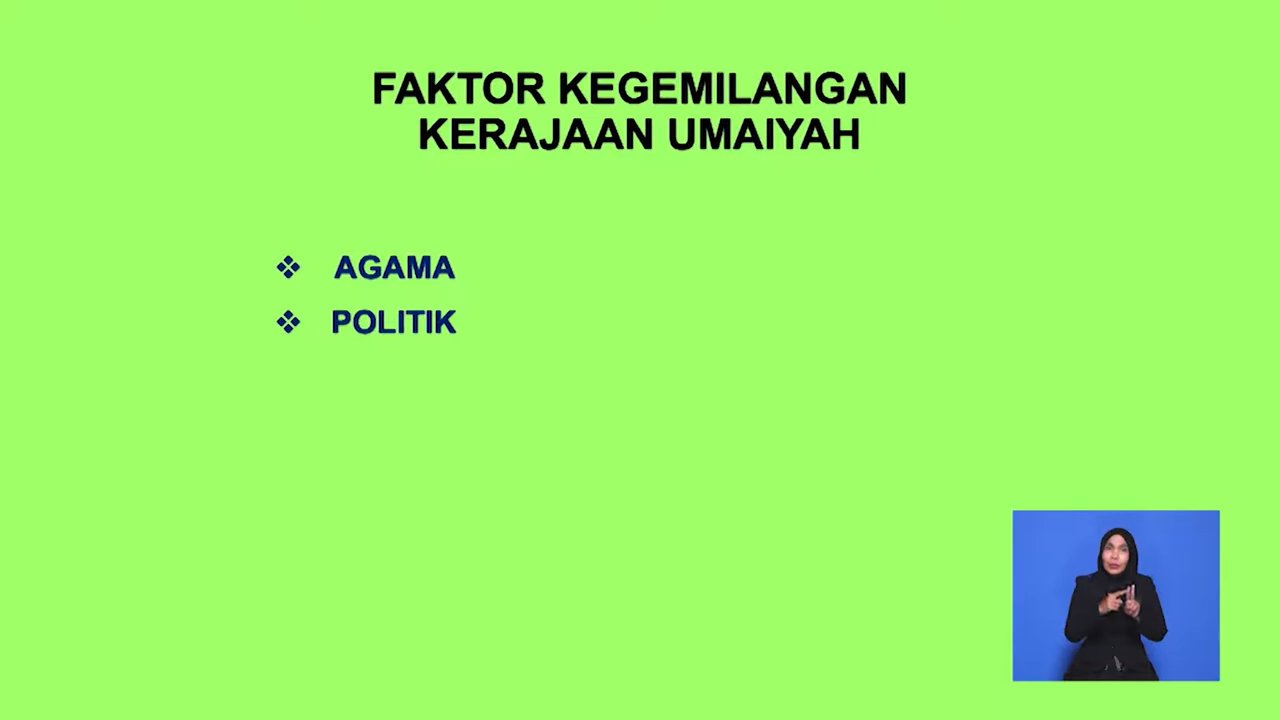 FAKTOR KEGEMILANGAN
KERAJAAN UMAIYAH
❖ AGAMA
❖ POLITIK